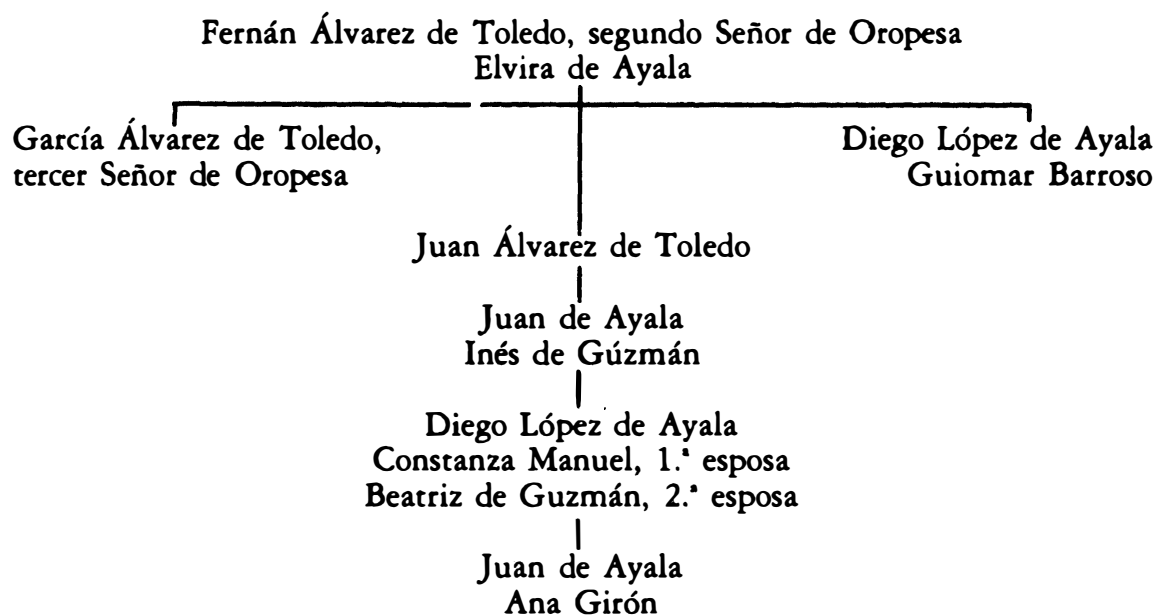 Fernán Álvarez de Toledo, segundo Señor de Oropesa
Elvira de Ayala
García Álvarez de Toledo,
tercer Señor de Oropesa
Diego López de Ayala
Guiomar Barroso
Juan Álvarez de Toledo
Juan de Ayala
Inés de Gúzmán
Diego López de Ayala
Constanza Manuel, 1.ª esposa
Beatriz de Guzmán, 2.ª esposa
Juan de Ayala
Ana Girón